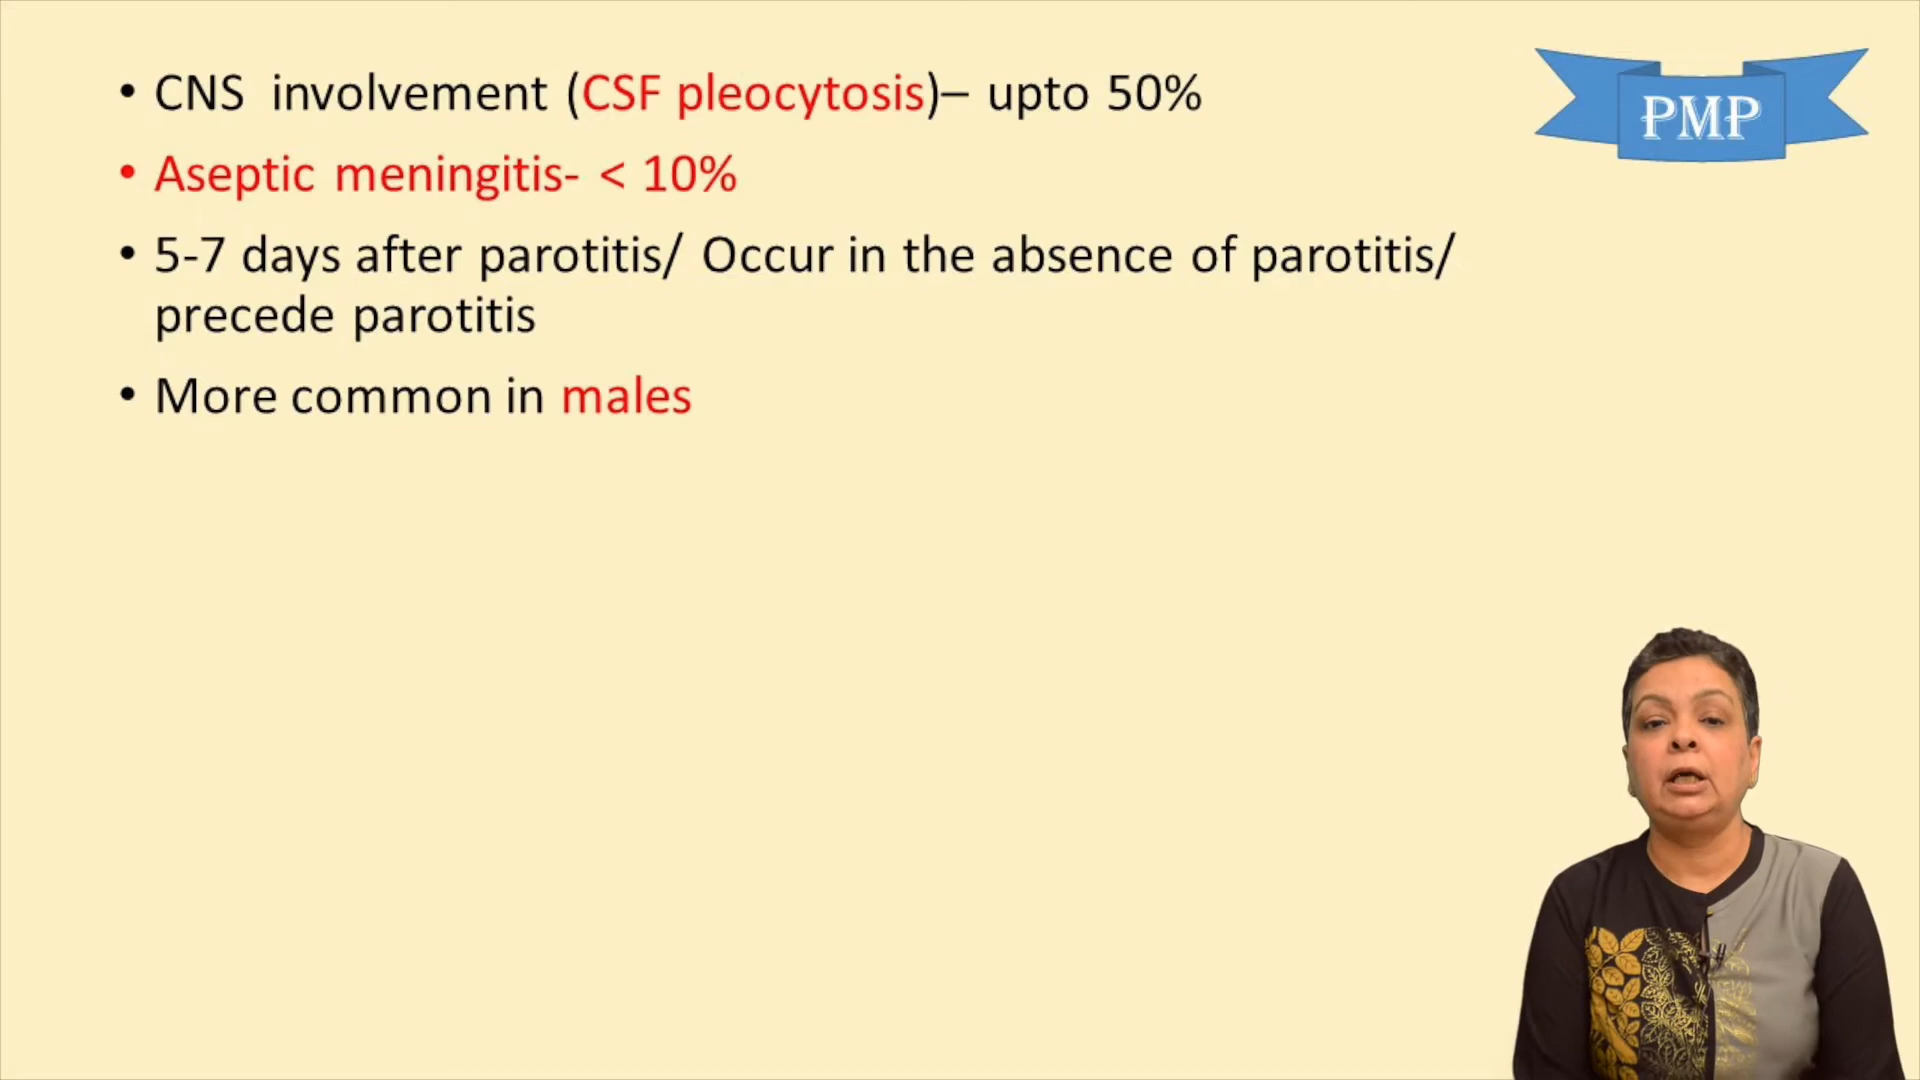 • CNS involvement (CSF pleocytosis)– upto 50%
• Aseptic meningitis- < 10%
• 5-7 days after parotitis/ Occur in the absence of parotitis/
precede parotitis
• More common in males
PMP